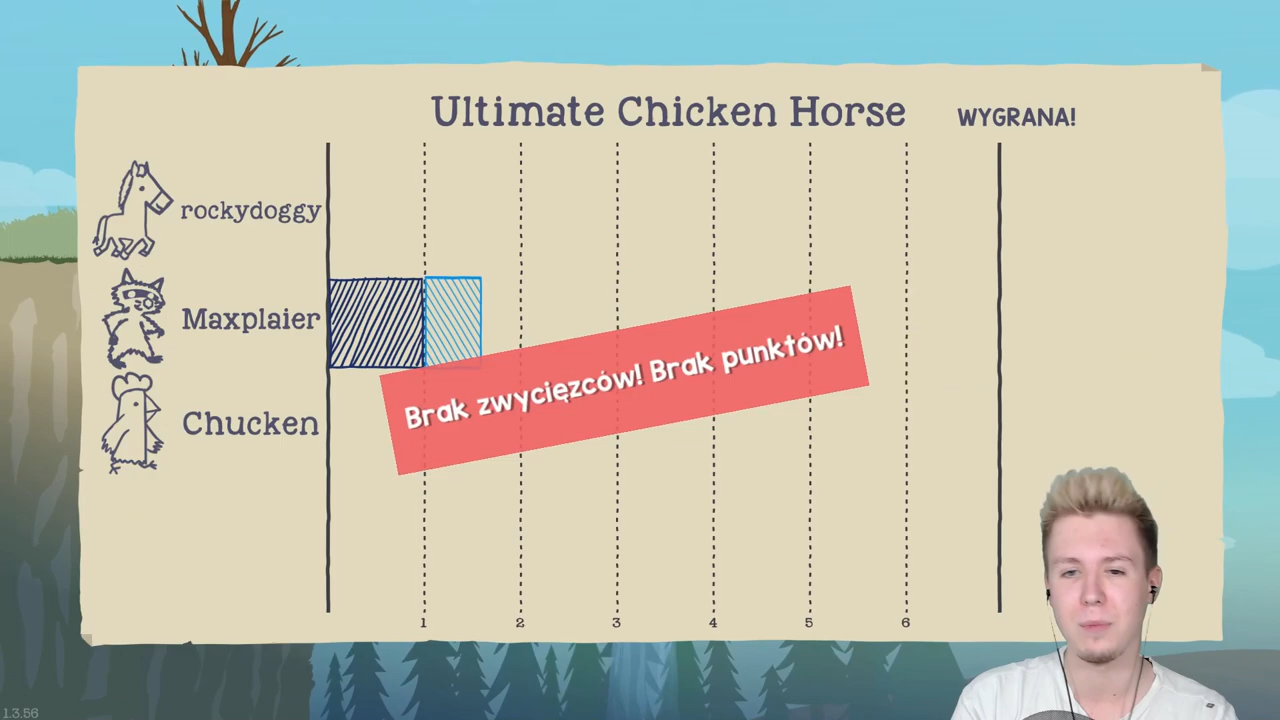 Ultimate Chicken Horse
WYGRANA!
rockydoggy
Maxplaier
Chucken
Brak zwycięzców! Brak punktów!
1 2 3 4 5 6
1.3.56